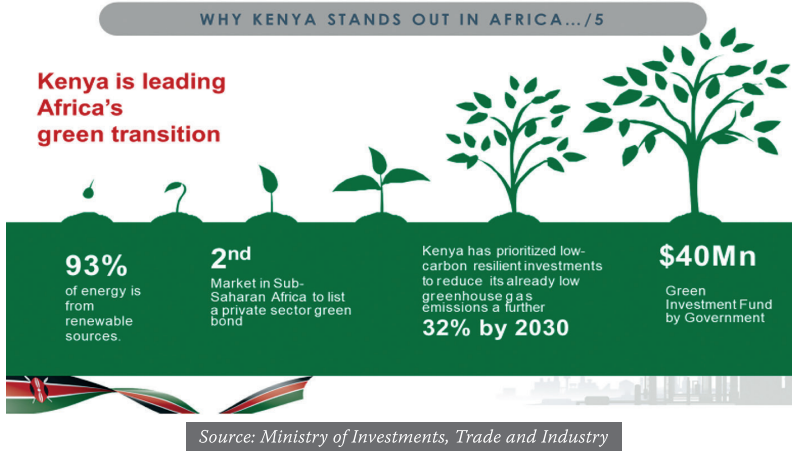 WHY KENYA STANDS OUT IN AFRICA.../5
Kenya is leading
Africa's
green transition
93%
of energy is
from
renewable
sources.
2nd
Market in Sub-
Saharan Africa to list
a private sector green
bond
Kenya has prioritized low-
carbon resilient investments
to reduce its already low
greenhouse gas
emissions a further
32% by 2030
$40Mn
Green
Investment Fund
by Government
Source: Ministry of Investments, Trade and Industry